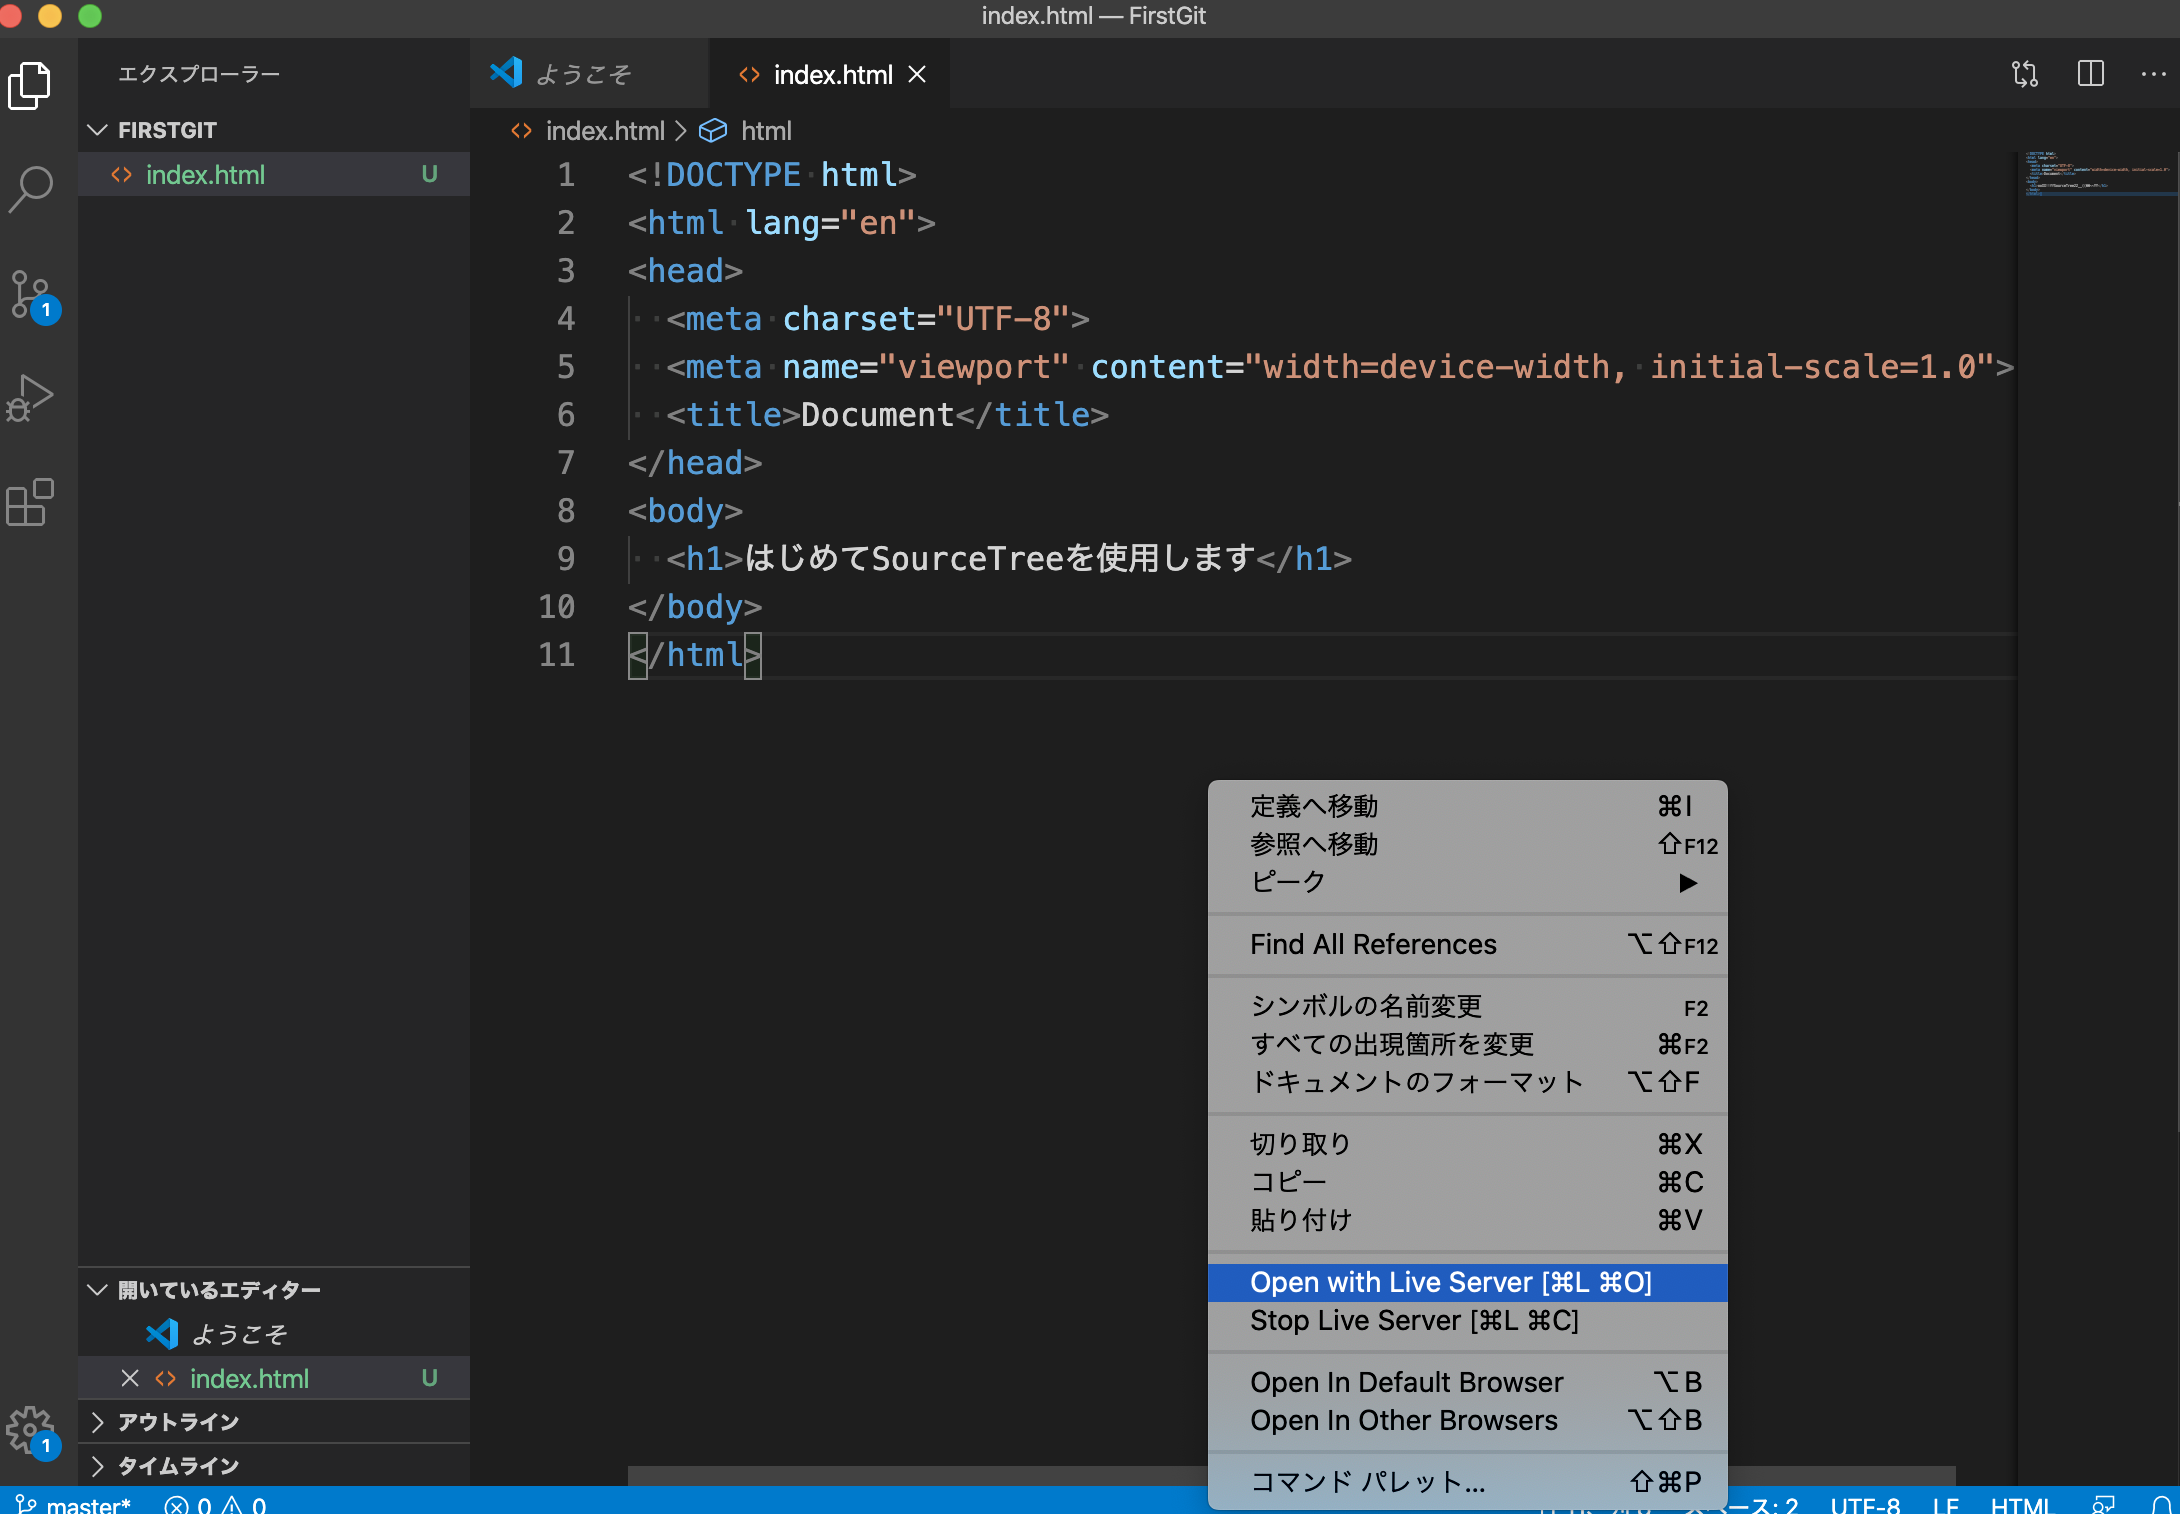 index.html — FirstGit
エクスプローラー
FIRSTGIT
index.html U
ようこそ
index.html
index.html > html
1 <!DOCTYPE html>
2 <html lang="en">
3 <head>
4 <meta charset="UTF-8">
5 <meta name="viewport" content="width=device-width, initial-scale=1.0">
6 <title>Document</title>
7 </head>
8 <body>
9 <h1>はじめてSourceTreeを使用します</h1>
10 </body>
11 </html>
1
定義へ移動 ⌘I
参照へ移動 ⇧F12
ピーク ▶
Find All References ⌥⇧F12
シンボルの名前変更 F2
すべての出現箇所を変更 ⌘F2
ドキュメントのフォーマット ⌥⇧F
切り取り ⌘X
コピー ⌘C
貼り付け ⌘V
Open with Live Server [⌘L ⌘O]
Stop Live Server [⌘L ⌘C]
Open In Default Browser ⌥B
Open In Other Browsers ⌥⇧B
コマンド パレット... ⇧⌘P
開いているエディター
ようこそ
index.html U
アウトライン
タイムライン
1
master* 0 0
ース: 2 UTF-8 LF HTML